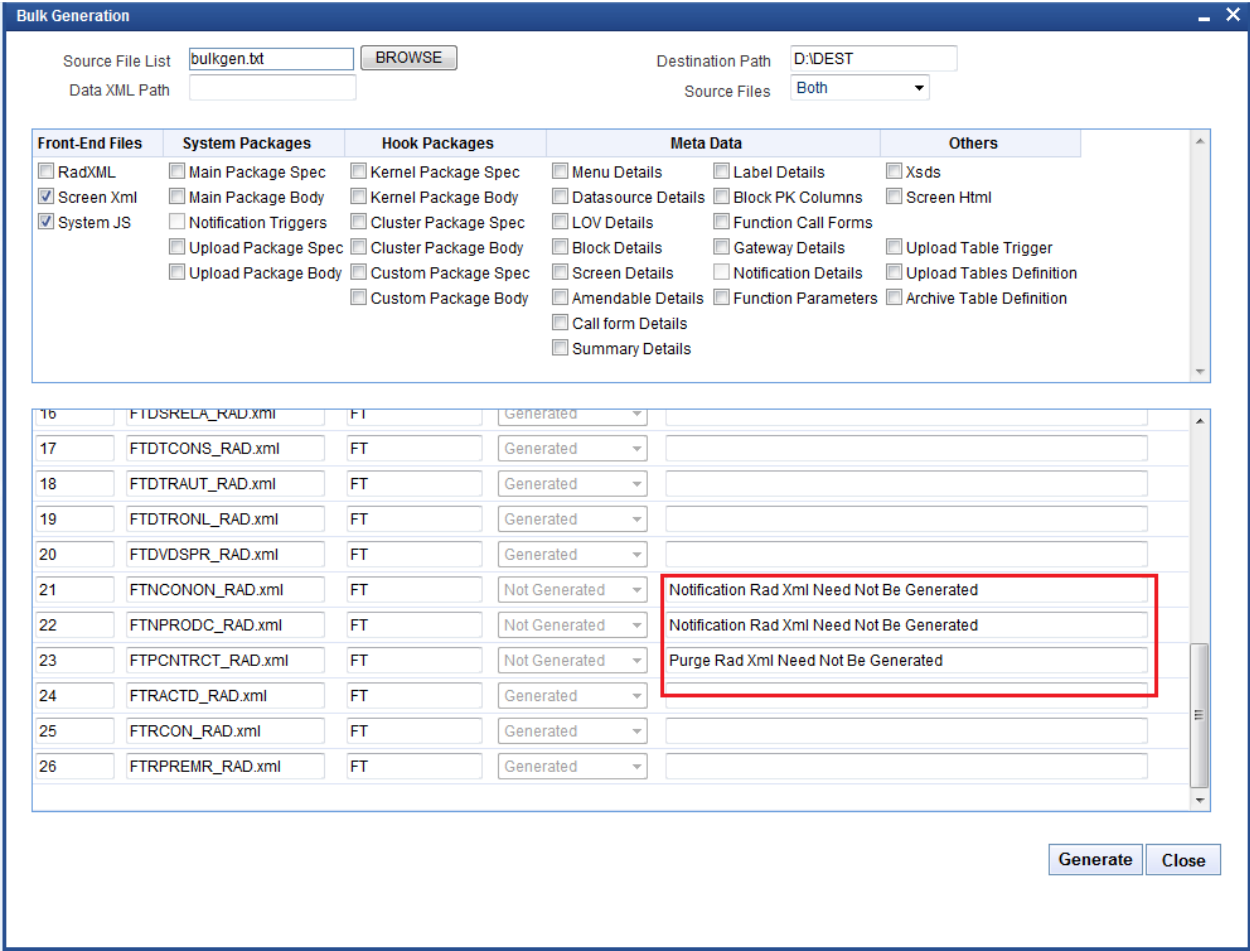 Bulk Generation
Source File List bulkgen.txt BROWSE Destination Path D:\DEST
Data XML Path Source Files Both
Front-End Files System Packages Hook Packages Meta Data Others
RadXML Main Package Spec Kernel Package Spec Menu Details Label Details Xsds
Screen Xml Main Package Body Kernel Package Body Datasource Details Block PK Columns Screen Html
System JS Notification Triggers Cluster Package Spec LOV Details Function Call Forms
Upload Package Spec Cluster Package Body Block Details Gateway Details Upload Table Trigger
Upload Package Body Custom Package Spec Screen Details Notification Details Upload Tables Definition
Custom Package Body Amendable Details Function Parameters Archive Table Definition
Call form Details
Summary Details
16 FTDSRELA_RAD.xml FT Generated
17 FTDTCONS_RAD.xml FT Generated
18 FTDTRAUT_RAD.xml FT Generated
19 FTDTRONL_RAD.xml FT Generated
20 FTDVDSPR_RAD.xml FT Generated
21 FTNCONON_RAD.xml FT Not Generated Notification Rad Xml Need Not Be Generated
22 FTNPRODC_RAD.xml FT Not Generated Notification Rad Xml Need Not Be Generated
23 FTPCNTRCT_RAD.xml FT Not Generated Purge Rad Xml Need Not Be Generated
24 FTRACTD_RAD.xml FT Generated
25 FTRCON_RAD.xml FT Generated
26 FTRPREMR_RAD.xml FT Generated
Generate Close